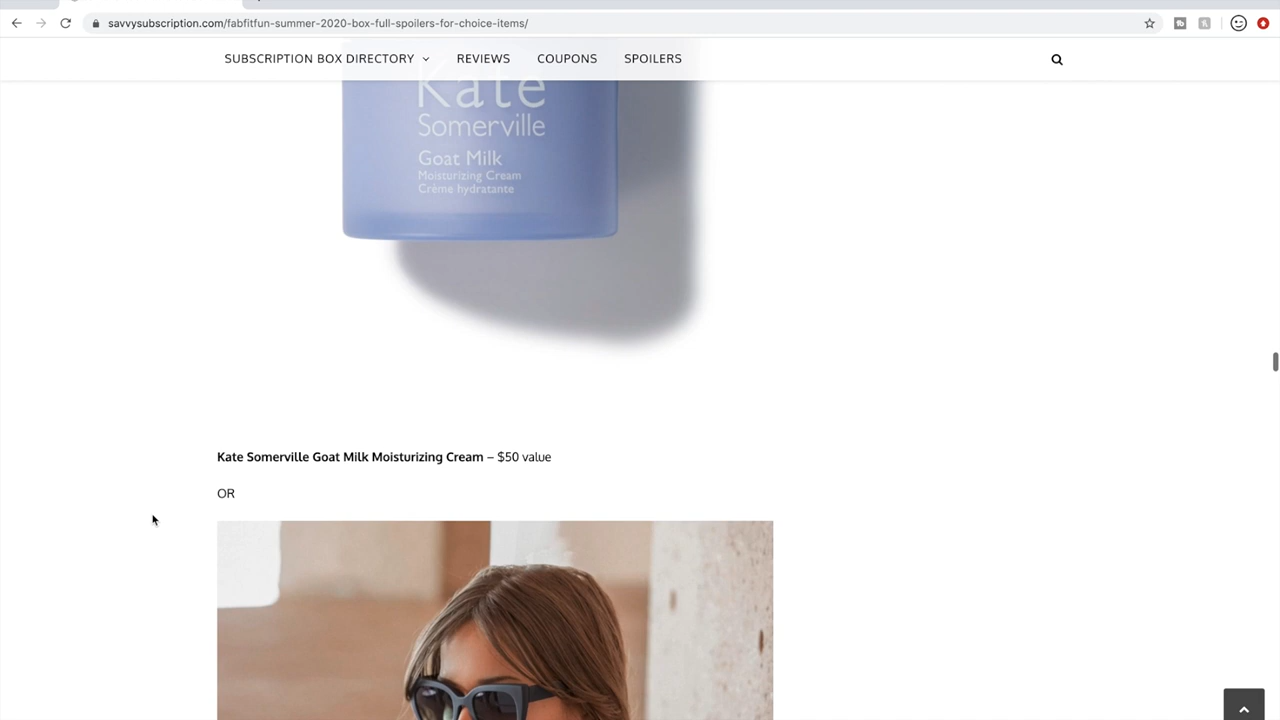 savvysubscription.com/fabfitfun-summer-2020-box-full-spoilers-for-choice-items/
SUBSCRIPTION BOX DIRECTORY REVIEWS COUPONS SPOILERS
Kate
Somerville
Goat Milk
Moisturizing Cream
Crème hydratante
Kate Somerville Goat Milk Moisturizing Cream – $50 value
OR